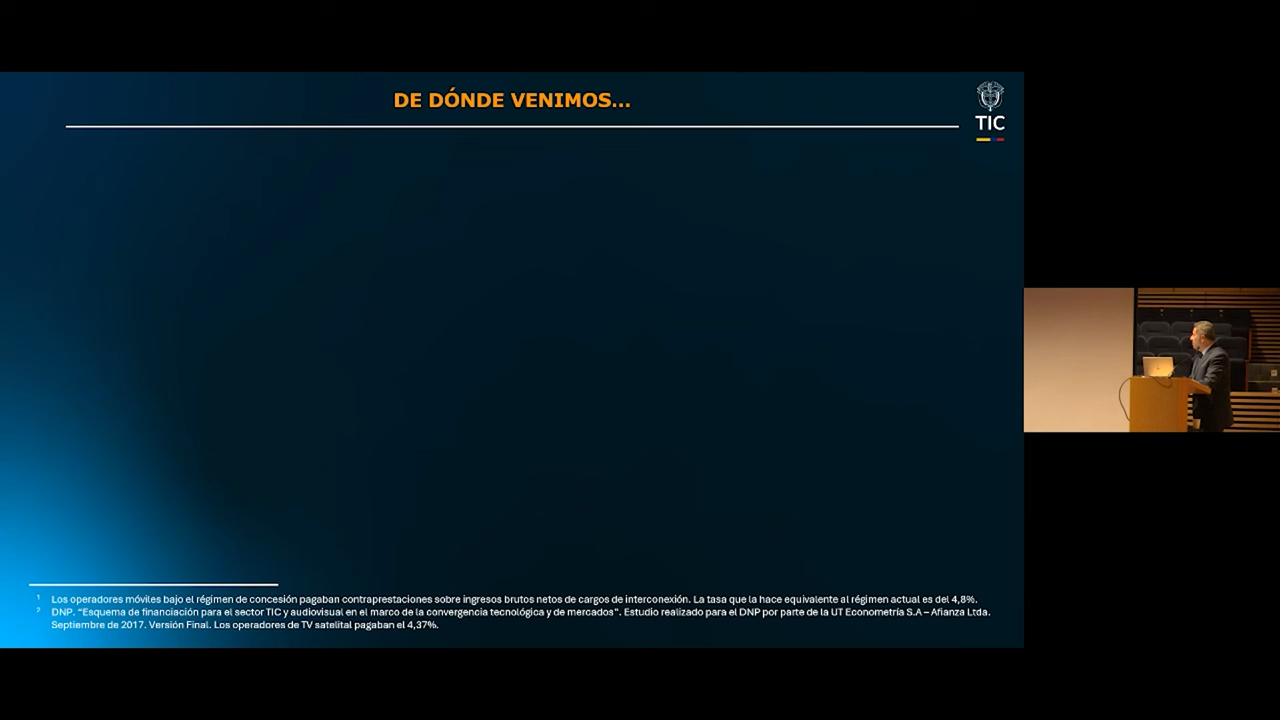 DE DÓNDE VENIMOS...
TIC
1 Los operadores móviles bajo el régimen de concesión pagaban contraprestaciones sobre ingresos brutos netos de cargos de interconexión. La tasa que la hace equivalente al régimen actual es del 4,8%.
2 DNP. “Esquema de financiación para el sector TIC y audiovisual en el marco de la convergencia tecnológica y de mercados”. Estudio realizado para el DNP por parte de la UT Econometría S.A – Afianza Ltda.
Septiembre de 2017. Versión Final. Los operadores de TV satelital pagaban el 4,37%.